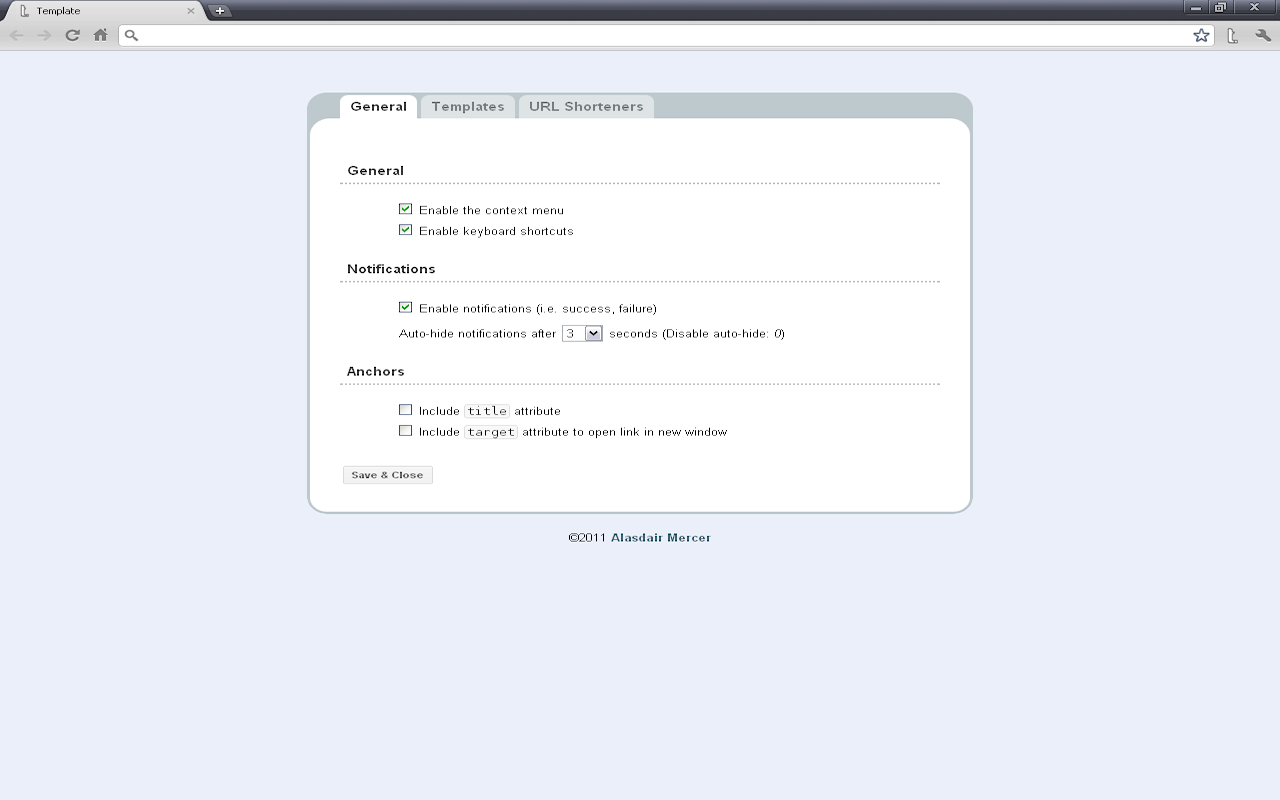 Template
General Templates URL Shorteners
General
Enable the context menu
Enable keyboard shortcuts
Notifications
Enable notifications (i.e. success, failure)
Auto-hide notifications after 3 seconds (Disable auto-hide: 0)
Anchors
Include title attribute
Include target attribute to open link in new window
Save & Close
©2011 Alasdair Mercer